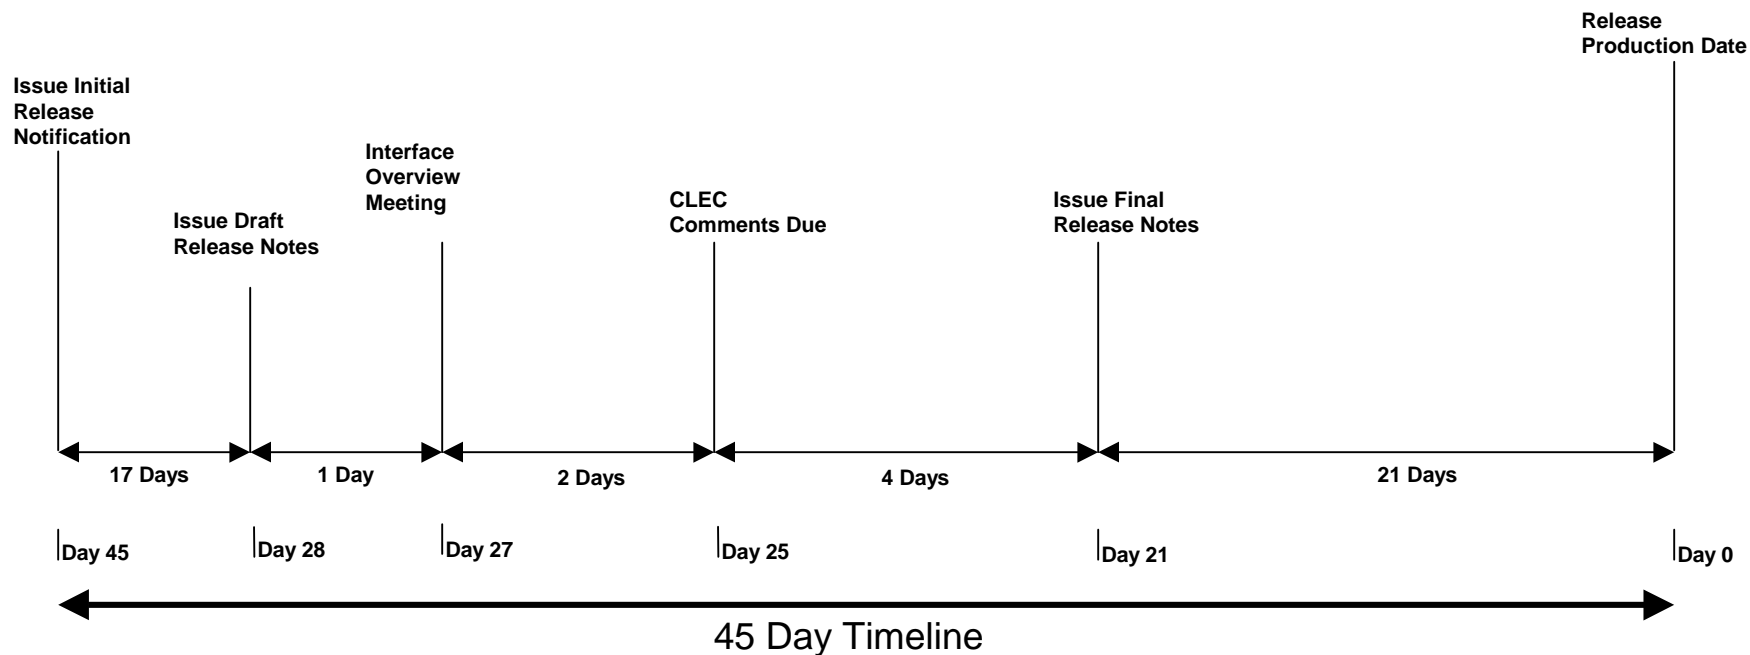 Release
Production Date
Issue Initial
Release
Notification
Interface
Overview
Meeting
Issue Draft
Release Notes
CLEC
Comments Due
Issue Final
Release Notes
17 Days
1 Day
2 Days
4 Days
21 Days
Day 45
Day 28
Day 27
Day 25
Day 21
Day 0
45 Day Timeline